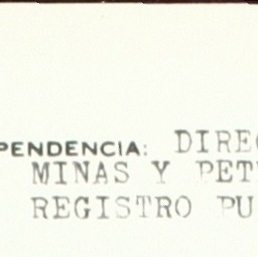 PENDENCIA: DIREC
MINAS Y PET
REGISTRO PU